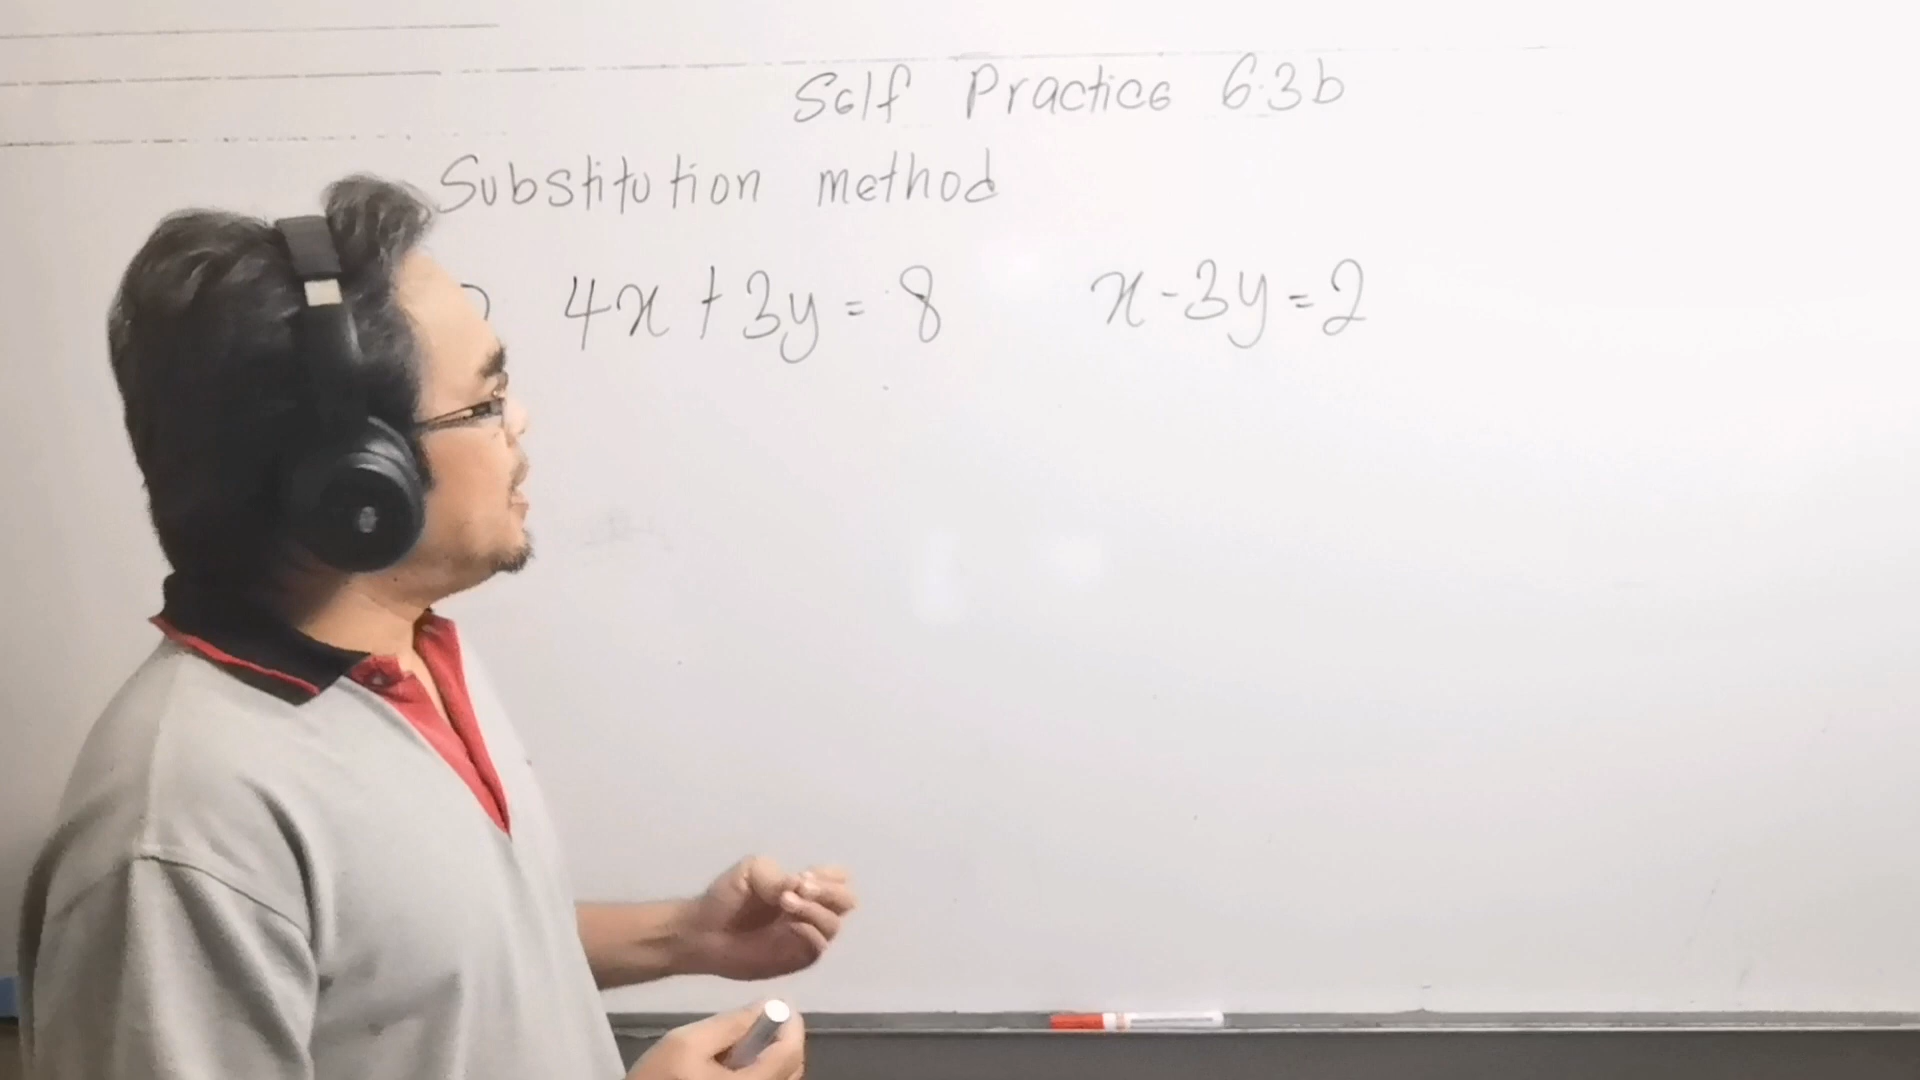 Self Practice 6.3b
Substitution method
) 4x + 3y = 8 x - 3y = 2